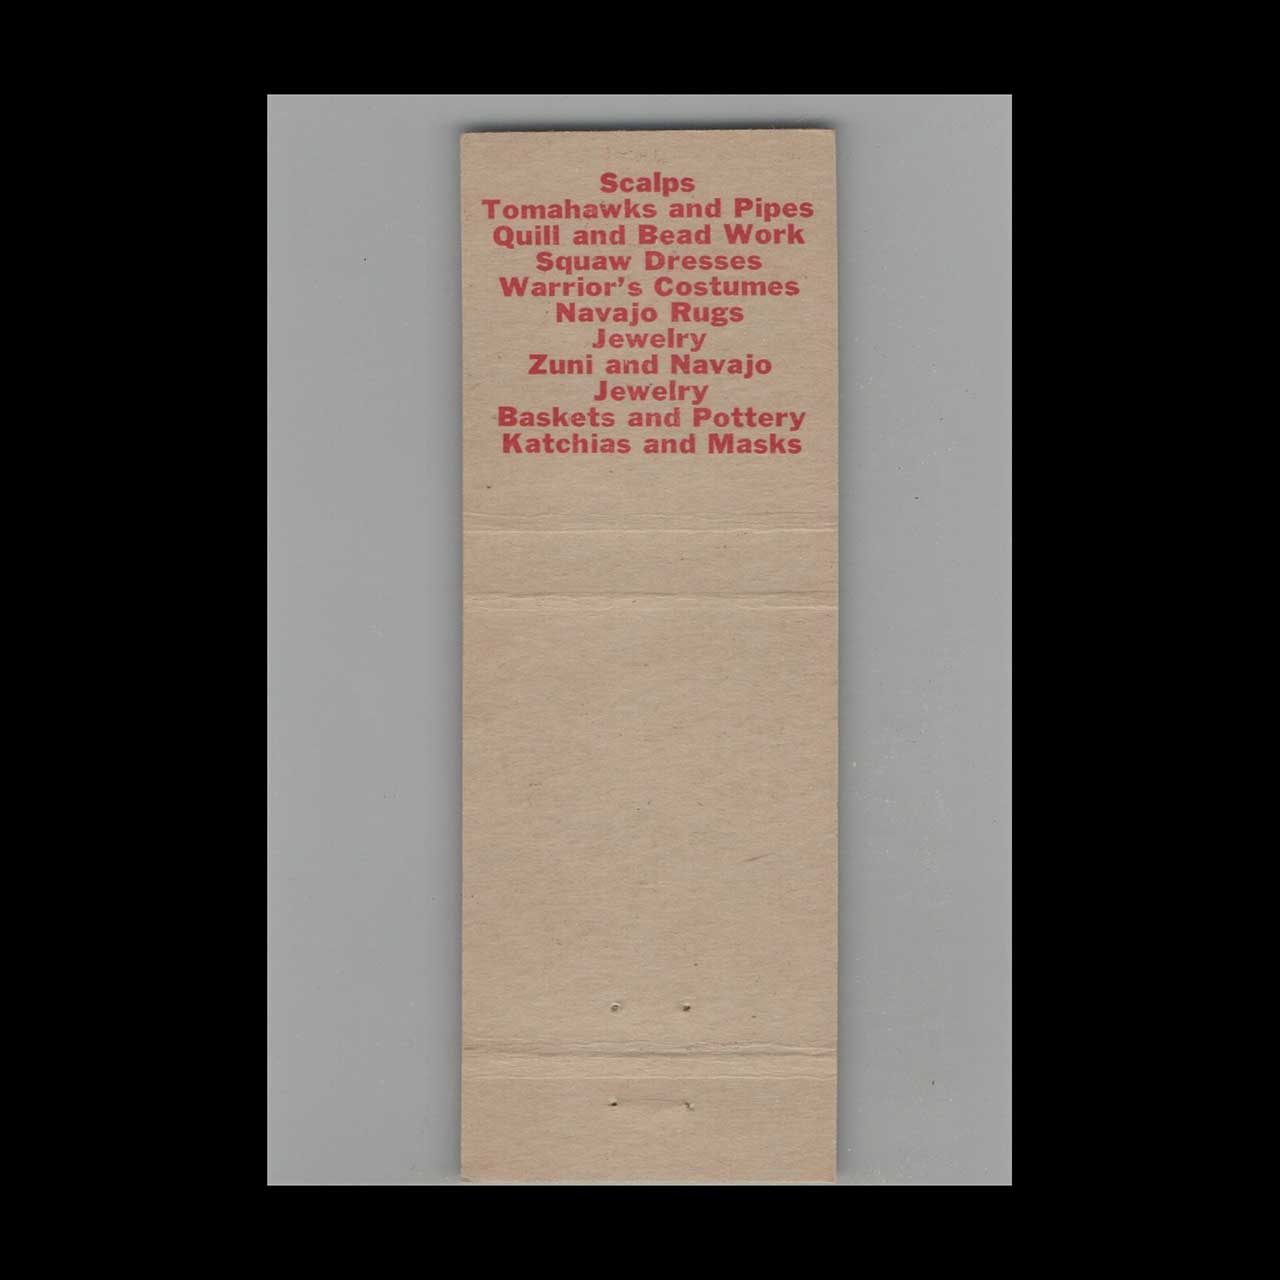 Scalps
Tomahawks and Pipes
Quill and Bead Work
Squaw Dresses
Warrior's Costumes
Navajo Rugs
Jewelry
Zuni and Navajo
Jewelry
Baskets and Pottery
Katchias and Masks